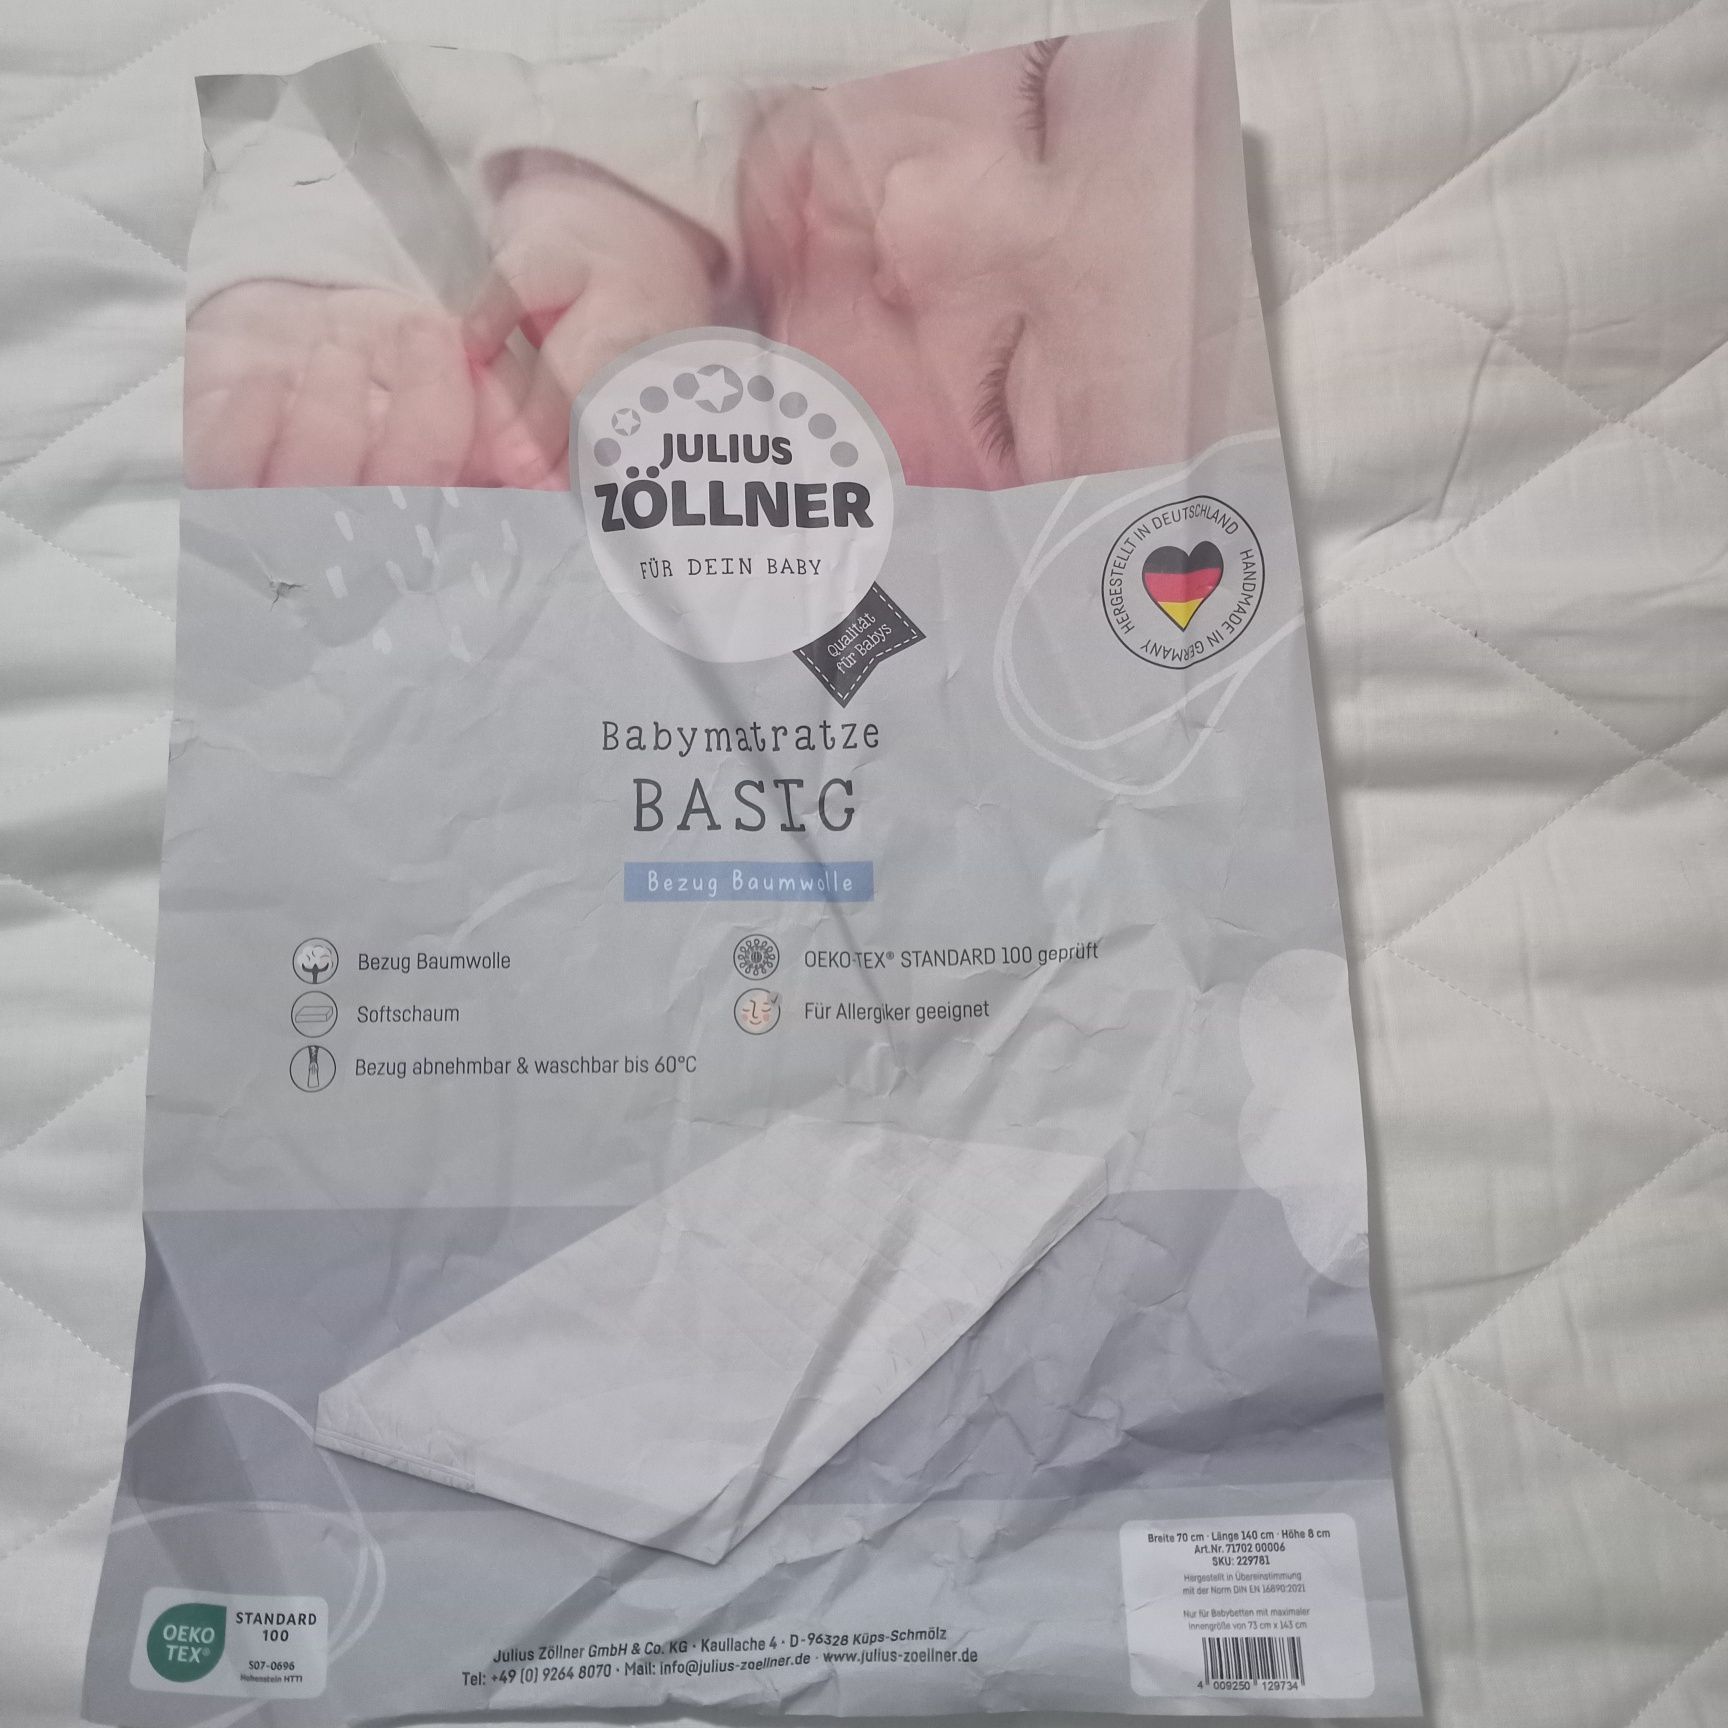 JULIUS
ZÖLLNER
FÜR DEIN BABY
Qualität
für Babys
HERGESTELLT IN DEUTSCHLAND
HANDMADE IN GERMANY
Babymatratze
BASIC
Bezug Baumwolle
Bezug Baumwolle
Softschaum
Bezug abnehmbar & waschbar bis 60°C
OEKO-TEX® STANDARD 100 geprüft
Für Allergiker geeignet
OEKO
TEX®
STANDARD
100
S07-0696
Hohenstein HTTI
Julius Zöllner GmbH & Co. KG · Kaullache 4 · D-96328 Küps-Schmölz
Tel: +49 (0) 9264 8070 · Mail: info@julius-zoellner.de · www.julius-zoellner.de
Breite 70 cm · Länge 140 cm · Höhe 8 cm
Art.Nr. 71702 00006
SKU: 229781
Hergestellt in Übereinstimmung
mit der Norm DIN EN 16890:2021
Nur für Babybetten mit maximaler
Innengröße von 73 cm x 143 cm
4 009250 129734